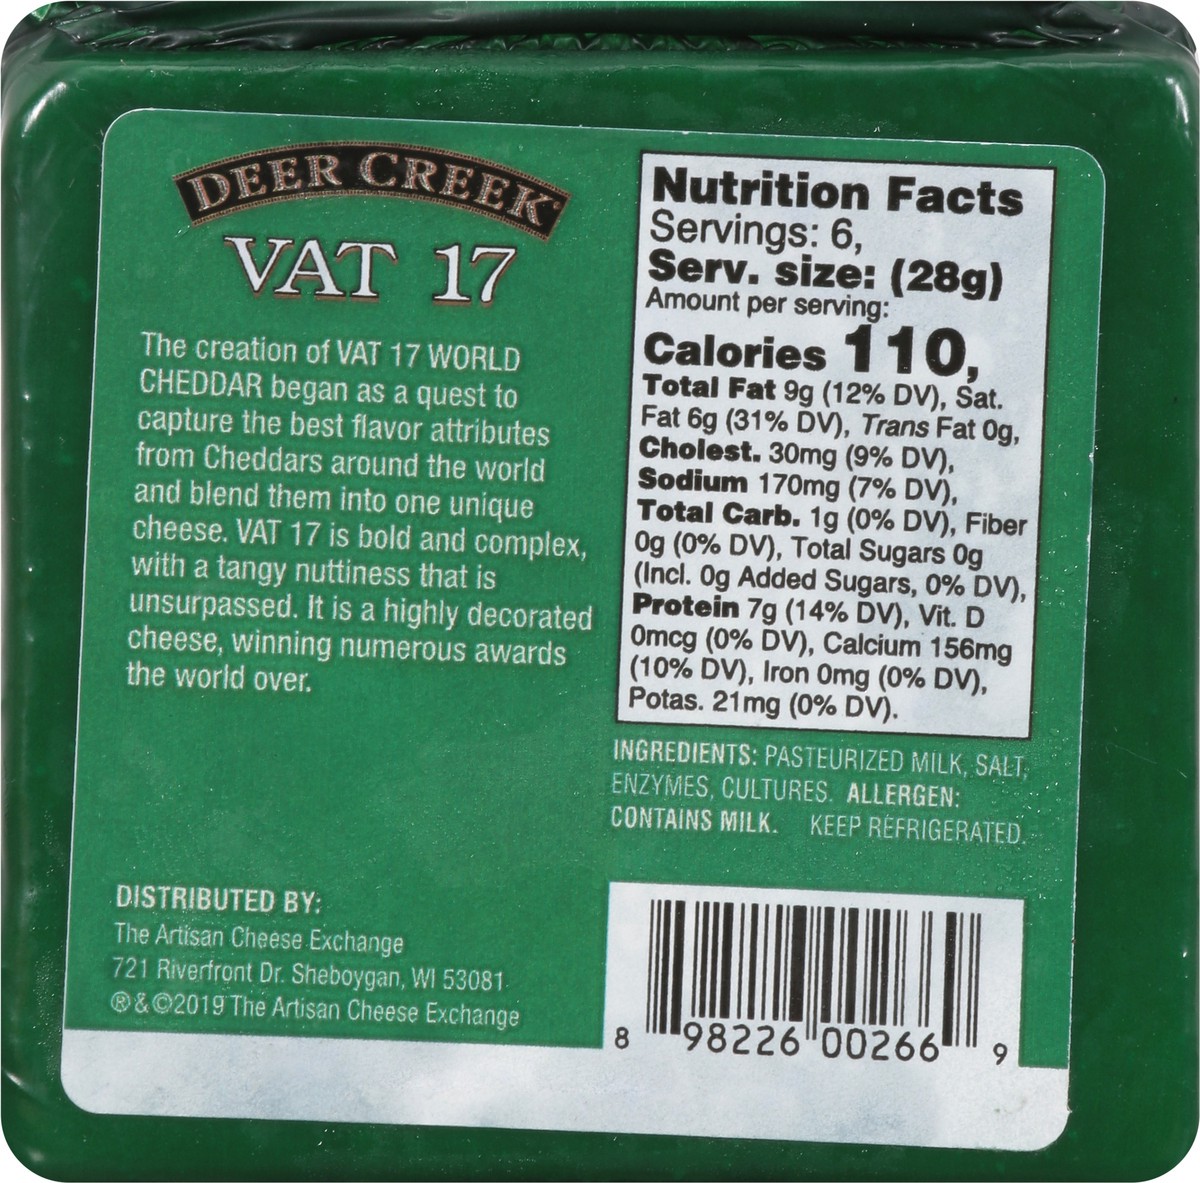 DEER CREEK
VAT 17
The creation of VAT 17 WORLD
CHEDDAR began as a quest to
capture the best flavor attributes
from Cheddars around the world
and blend them into one unique
cheese. VAT 17 is bold and complex,
with a tangy nuttiness that is
unsurpassed. It is a highly decorated
cheese, winning numerous awards
the world over.
DISTRIBUTED BY:
The Artisan Cheese Exchange
721 Riverfront Dr. Sheboygan, WI 53081
®&©2019 The Artisan Cheese Exchange
Nutrition Facts
Servings: 6,
Serv. size: (28g)
Amount per serving:
Calories 110,
Total Fat 9g (12% DV), Sat.
Fat 6g (31% DV), Trans Fat 0g,
Cholest. 30mg (9% DV),
Sodium 170mg (7% DV),
Total Carb. 1g (0% DV), Fiber
0g (0% DV), Total Sugars 0g
(Incl. 0g Added Sugars, 0% DV),
Protein 7g (14% DV), Vit. D
0mcg (0% DV), Calcium 156mg
(10% DV), Iron 0mg (0% DV),
Potas. 21mg (0% DV).
INGREDIENTS: PASTEURIZED MILK, SALT,
ENZYMES, CULTURES. ALLERGEN:
CONTAINS MILK. KEEP REFRIGERATED.
8 98226 00266 9